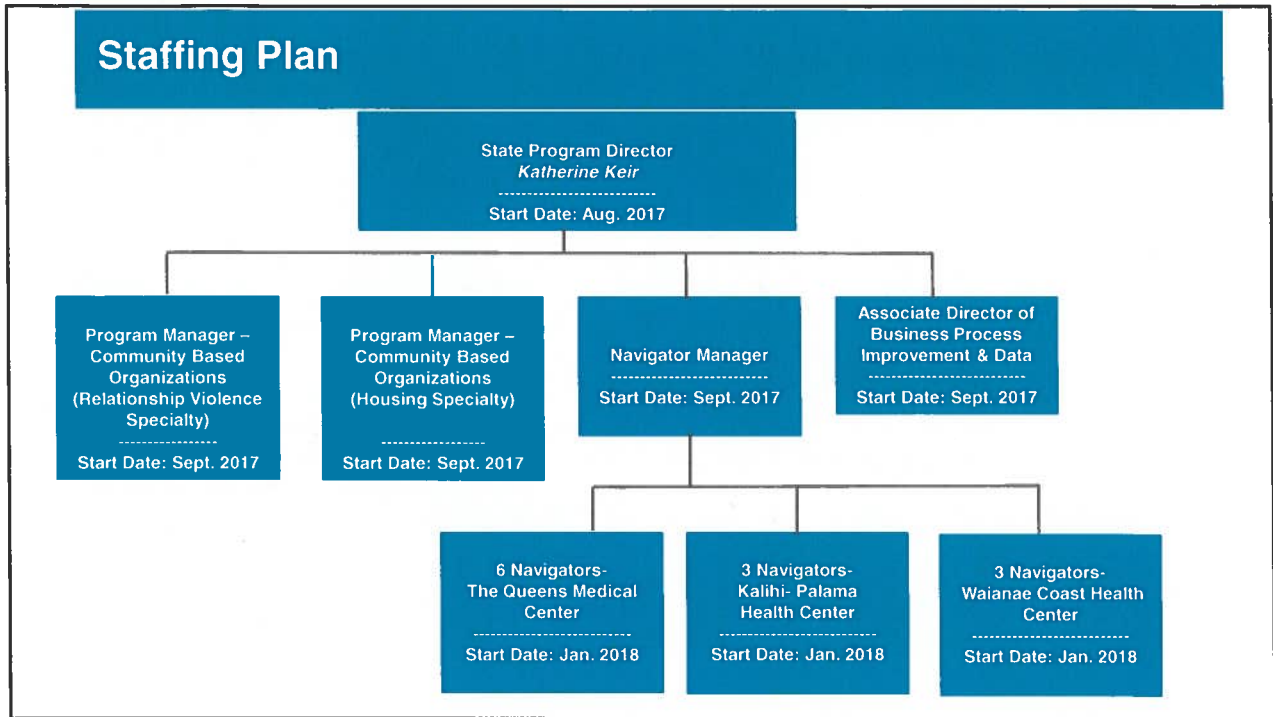 Staffing Plan
State Program Director
Katherine Keir
----------------------------
Start Date: Aug. 2017
Program Manager –
Community Based
Organizations
(Relationship Violence
Specialty)
-----------------
Start Date: Sept. 2017
Program Manager –
Community Based
Organizations
(Housing Specialty)
------------------
Start Date: Sept. 2017
Navigator Manager
---------------------------
Start Date: Sept. 2017
Associate Director of
Business Process
Improvement & Data
---------------------------
Start Date: Sept. 2017
6 Navigators-
The Queens Medical
Center
---------------------------
Start Date: Jan. 2018
3 Navigators-
Kalihi- Palama
Health Center
---------------------------
Start Date: Jan. 2018
3 Navigators-
Waianae Coast Health
Center
---------------------------
Start Date: Jan. 2018